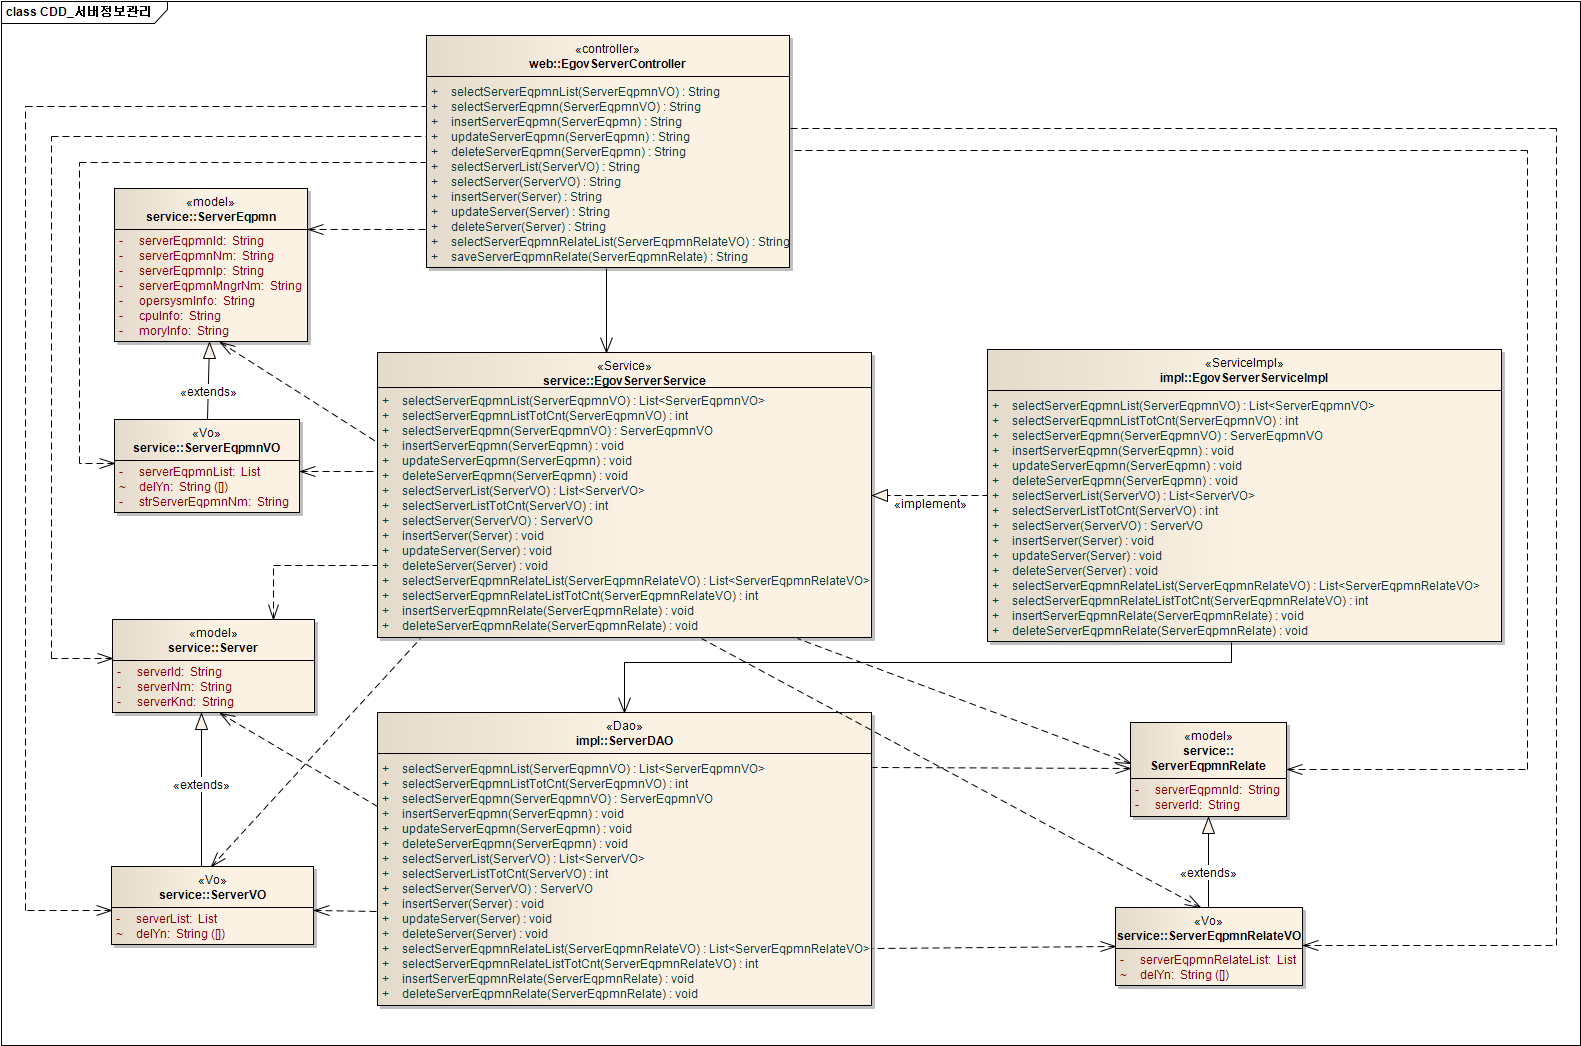 class CDD_서버정보관리
«controller»
web::EgovServerController
+ selectServerEqpmnList(ServerEqpmnVO) : String
+ selectServerEqpmn(ServerEqpmnVO) : String
+ insertServerEqpmn(ServerEqpmn) : String
+ updateServerEqpmn(ServerEqpmn) : String
+ deleteServerEqpmn(ServerEqpmn) : String
+ selectServerList(ServerVO) : String
+ selectServer(ServerVO) : String
+ insertServer(Server) : String
+ updateServer(Server) : String
+ deleteServer(Server) : String
+ selectServerEqpmnRelateList(ServerEqpmnRelateVO) : String
+ saveServerEqpmnRelate(ServerEqpmnRelate) : String
«model»
service::ServerEqpmn
- serverEqpmnId: String
- serverEqpmnNm: String
- serverEqpmnIp: String
- serverEqpmnMngrNm: String
- opersysmInfo: String
- cpuInfo: String
- moryInfo: String
«extends»
«Vo»
service::ServerEqpmnVO
- serverEqpmnList: List
~ delYn: String ([])
- strServerEqpmnNm: String
«Service»
service::EgovServerService
+ selectServerEqpmnList(ServerEqpmnVO) : List<ServerEqpmnVO>
+ selectServerEqpmnListTotCnt(ServerEqpmnVO) : int
+ selectServerEqpmn(ServerEqpmnVO) : ServerEqpmnVO
+ insertServerEqpmn(ServerEqpmn) : void
+ updateServerEqpmn(ServerEqpmn) : void
+ deleteServerEqpmn(ServerEqpmn) : void
+ selectServerList(ServerVO) : List<ServerVO>
+ selectServerListTotCnt(ServerVO) : int
+ selectServer(ServerVO) : ServerVO
+ insertServer(Server) : void
+ updateServer(Server) : void
+ deleteServer(Server) : void
+ selectServerEqpmnRelateList(ServerEqpmnRelateVO) : List<ServerEqpmnRelateVO>
+ selectServerEqpmnRelateListTotCnt(ServerEqpmnRelateVO) : int
+ insertServerEqpmnRelate(ServerEqpmnRelate) : void
+ deleteServerEqpmnRelate(ServerEqpmnRelate) : void
«implement»
«ServiceImpl»
impl::EgovServerServiceImpl
+ selectServerEqpmnList(ServerEqpmnVO) : List<ServerEqpmnVO>
+ selectServerEqpmnListTotCnt(ServerEqpmnVO) : int
+ selectServerEqpmn(ServerEqpmnVO) : ServerEqpmnVO
+ insertServerEqpmn(ServerEqpmn) : void
+ updateServerEqpmn(ServerEqpmn) : void
+ deleteServerEqpmn(ServerEqpmn) : void
+ selectServerList(ServerVO) : List<ServerVO>
+ selectServerListTotCnt(ServerVO) : int
+ selectServer(ServerVO) : ServerVO
+ insertServer(Server) : void
+ updateServer(Server) : void
+ deleteServer(Server) : void
+ selectServerEqpmnRelateList(ServerEqpmnRelateVO) : List<ServerEqpmnRelateVO>
+ selectServerEqpmnRelateListTotCnt(ServerEqpmnRelateVO) : int
+ insertServerEqpmnRelate(ServerEqpmnRelate) : void
+ deleteServerEqpmnRelate(ServerEqpmnRelate) : void
«model»
service::Server
- serverId: String
- serverNm: String
- serverKnd: String
«extends»
«Vo»
service::ServerVO
- serverList: List
~ delYn: String ([])
«Dao»
impl::ServerDAO
+ selectServerEqpmnList(ServerEqpmnVO) : List<ServerEqpmnVO>
+ selectServerEqpmnListTotCnt(ServerEqpmnVO) : int
+ selectServerEqpmn(ServerEqpmnVO) : ServerEqpmnVO
+ insertServerEqpmn(ServerEqpmn) : void
+ updateServerEqpmn(ServerEqpmn) : void
+ deleteServerEqpmn(ServerEqpmn) : void
+ selectServerList(ServerVO) : List<ServerVO>
+ selectServerListTotCnt(ServerVO) : int
+ selectServer(ServerVO) : ServerVO
+ insertServer(Server) : void
+ updateServer(Server) : void
+ deleteServer(Server) : void
+ selectServerEqpmnRelateList(ServerEqpmnRelateVO) : List<ServerEqpmnRelateVO>
+ selectServerEqpmnRelateListTotCnt(ServerEqpmnRelateVO) : int
+ insertServerEqpmnRelate(ServerEqpmnRelate) : void
+ deleteServerEqpmnRelate(ServerEqpmnRelate) : void
«model»
service::
ServerEqpmnRelate
- serverEqpmnId: String
- serverId: String
«extends»
«Vo»
service::ServerEqpmnRelateVO
- serverEqpmnRelateList: List
~ delYn: String ([])